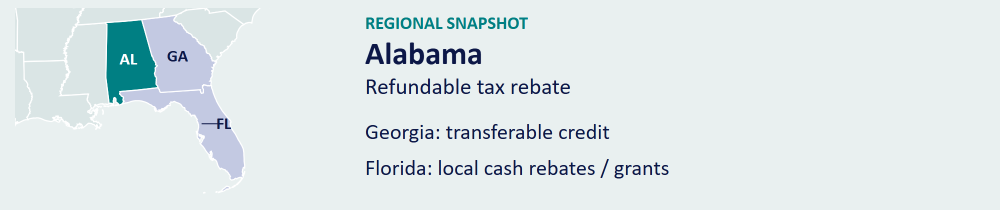 AL
GA
FL
REGIONAL SNAPSHOT
Alabama
Refundable tax rebate
Georgia: transferable credit
Florida: local cash rebates / grants